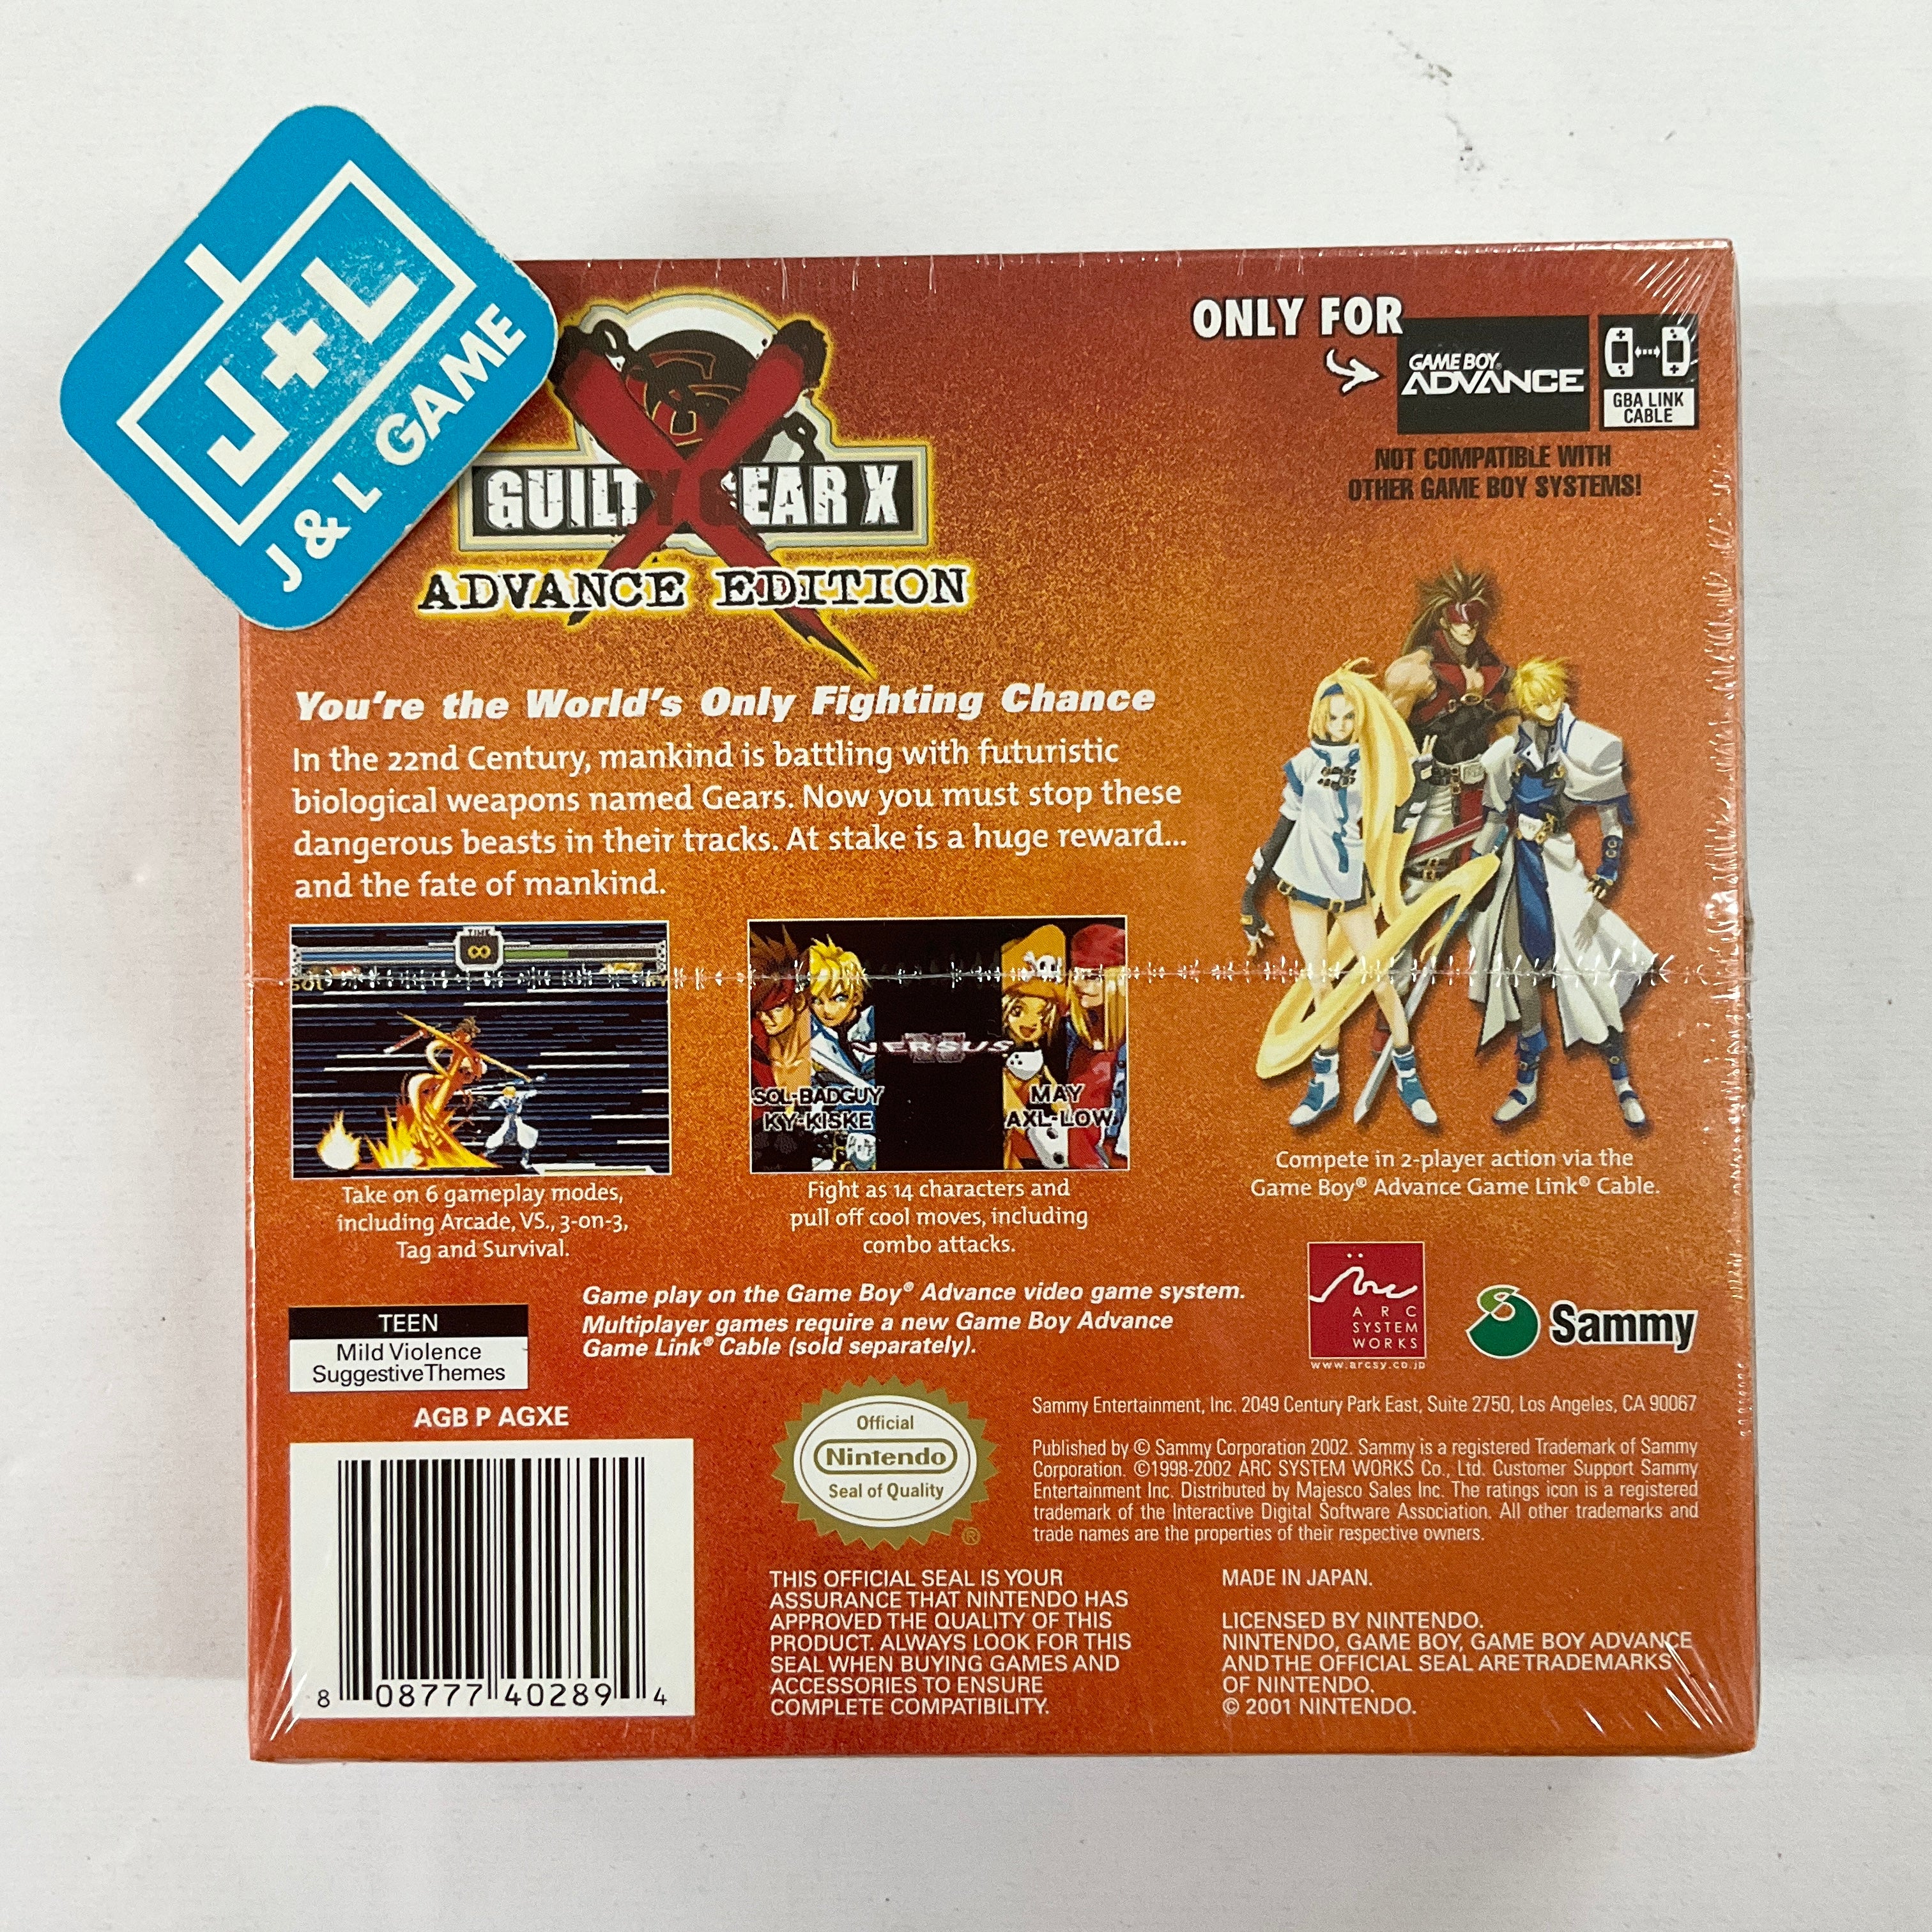 J+L
J & L GAME
ONLY FOR
GAME BOY
ADVANCE
GBA LINK
CABLE
NOT COMPATIBLE WITH
OTHER GAME BOY SYSTEMS!
GUILTY GEAR X
ADVANCE EDITION
You're the World's Only Fighting Chance
In the 22nd Century, mankind is battling with futuristic
biological weapons named Gears. Now you must stop these
dangerous beasts in their tracks. At stake is a huge reward...
and the fate of mankind.
TIME
∞
SOL
KY
VERSUS
SOL-BADGUY
KY-KISKE
MAY
AXL-LOW
Take on 6 gameplay modes,
including Arcade, VS., 3-on-3,
Tag and Survival.
Fight as 14 characters and
pull off cool moves, including
combo attacks.
Compete in 2-player action via the
Game Boy® Advance Game Link® Cable.
Game play on the Game Boy® Advance video game system.
Multiplayer games require a new Game Boy Advance
Game Link® Cable (sold separately).
TEEN
Mild Violence
Suggestive Themes
Arc
ARC
SYSTEM
WORKS
www.arcsy.co.jp
Sammy
AGB P AGXE
8 08777 40289 4
Official
Nintendo
Seal of Quality
®
Sammy Entertainment, Inc. 2049 Century Park East, Suite 2750, Los Angeles, CA 90067
Published by © Sammy Corporation 2002. Sammy is a registered Trademark of Sammy
Corporation. ©1998-2002 ARC SYSTEM WORKS Co., Ltd. Customer Support Sammy
Entertainment Inc. Distributed by Majesco Sales Inc. The ratings icon is a registered
trademark of the Interactive Digital Software Association. All other trademarks and
trade names are the properties of their respective owners.
THIS OFFICIAL SEAL IS YOUR
ASSURANCE THAT NINTENDO HAS
APPROVED THE QUALITY OF THIS
PRODUCT. ALWAYS LOOK FOR THIS
SEAL WHEN BUYING GAMES AND
ACCESSORIES TO ENSURE
COMPLETE COMPATIBILITY.
MADE IN JAPAN.
LICENSED BY NINTENDO.
NINTENDO, GAME BOY, GAME BOY ADVANCE
AND THE OFFICIAL SEAL ARE TRADEMARKS
OF NINTENDO.
© 2001 NINTENDO.